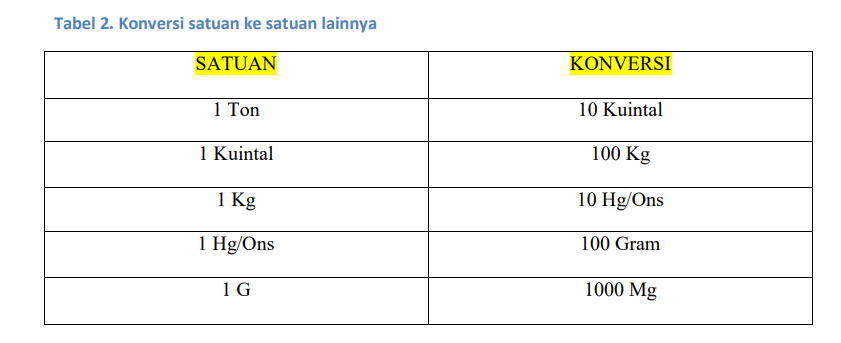 Tabel 2. Konversi satuan ke satuan lainnya
SATUAN KONVERSI
1 Ton 10 Kuintal
1 Kuintal 100 Kg
1 Kg 10 Hg/Ons
1 Hg/Ons 100 Gram
1 G 1000 Mg